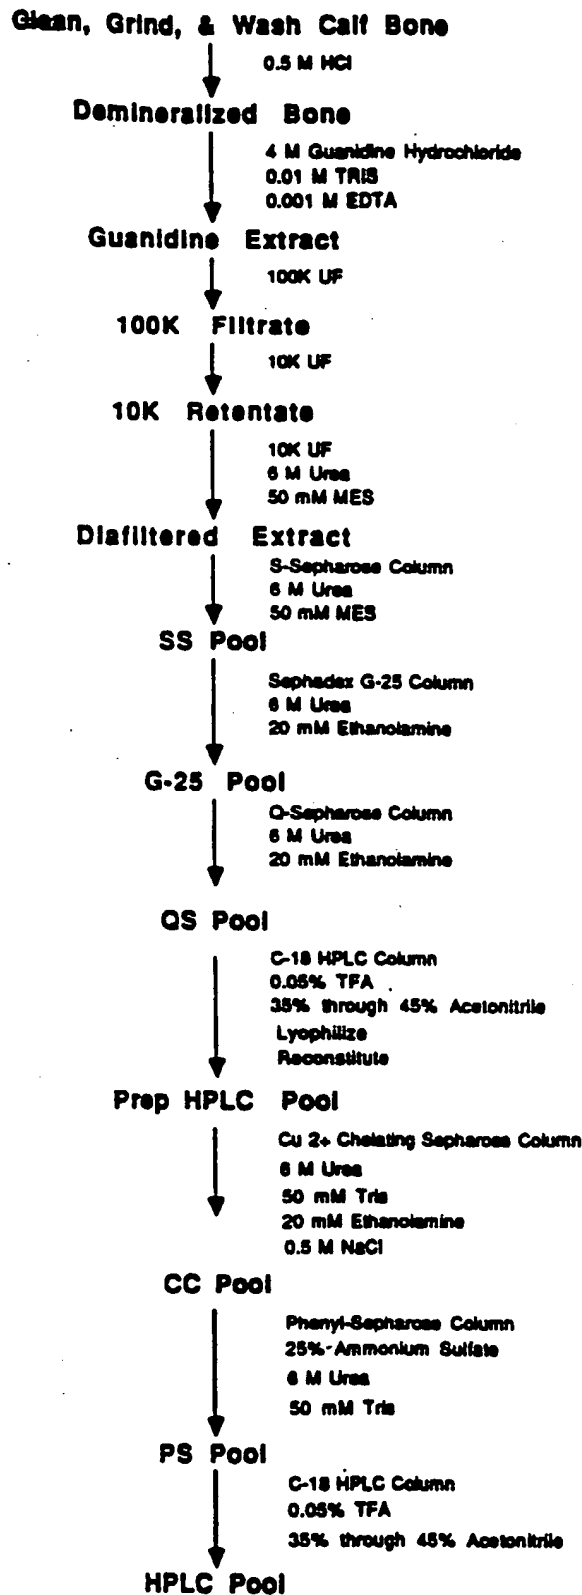 Clean, Grind, & Wash Calf Bone
0.5 M HCl
Demineralized Bone
4 M Guanidine Hydrochloride
0.01 M TRIS
0.001 M EDTA
Guanidine Extract
100K UF
100K Filtrate
10K UF
10K Retentate
10K UF
6 M Urea
50 mM MES
Diafiltered Extract
S-Sepharose Column
6 M Urea
50 mM MES
SS Pool
Sephadex G-25 Column
6 M Urea
20 mM Ethanolamine
G-25 Pool
Q-Sepharose Column
6 M Urea
20 mM Ethanolamine
QS Pool
C-18 HPLC Column
0.05% TFA
35% through 45% Acetonitrile
Lyophilize
Reconstitute
Prep HPLC Pool
Cu 2+ Chelating Sepharose Column
6 M Urea
50 mM Tris
20 mM Ethanolamine
0.5 M NaCl
CC Pool
Phenyl-Sepharose Column
25% Ammonium Sulfate
6 M Urea
50 mM Tris
PS Pool
C-18 HPLC Column
0.05% TFA
35% through 45% Acetonitrile
HPLC Pool